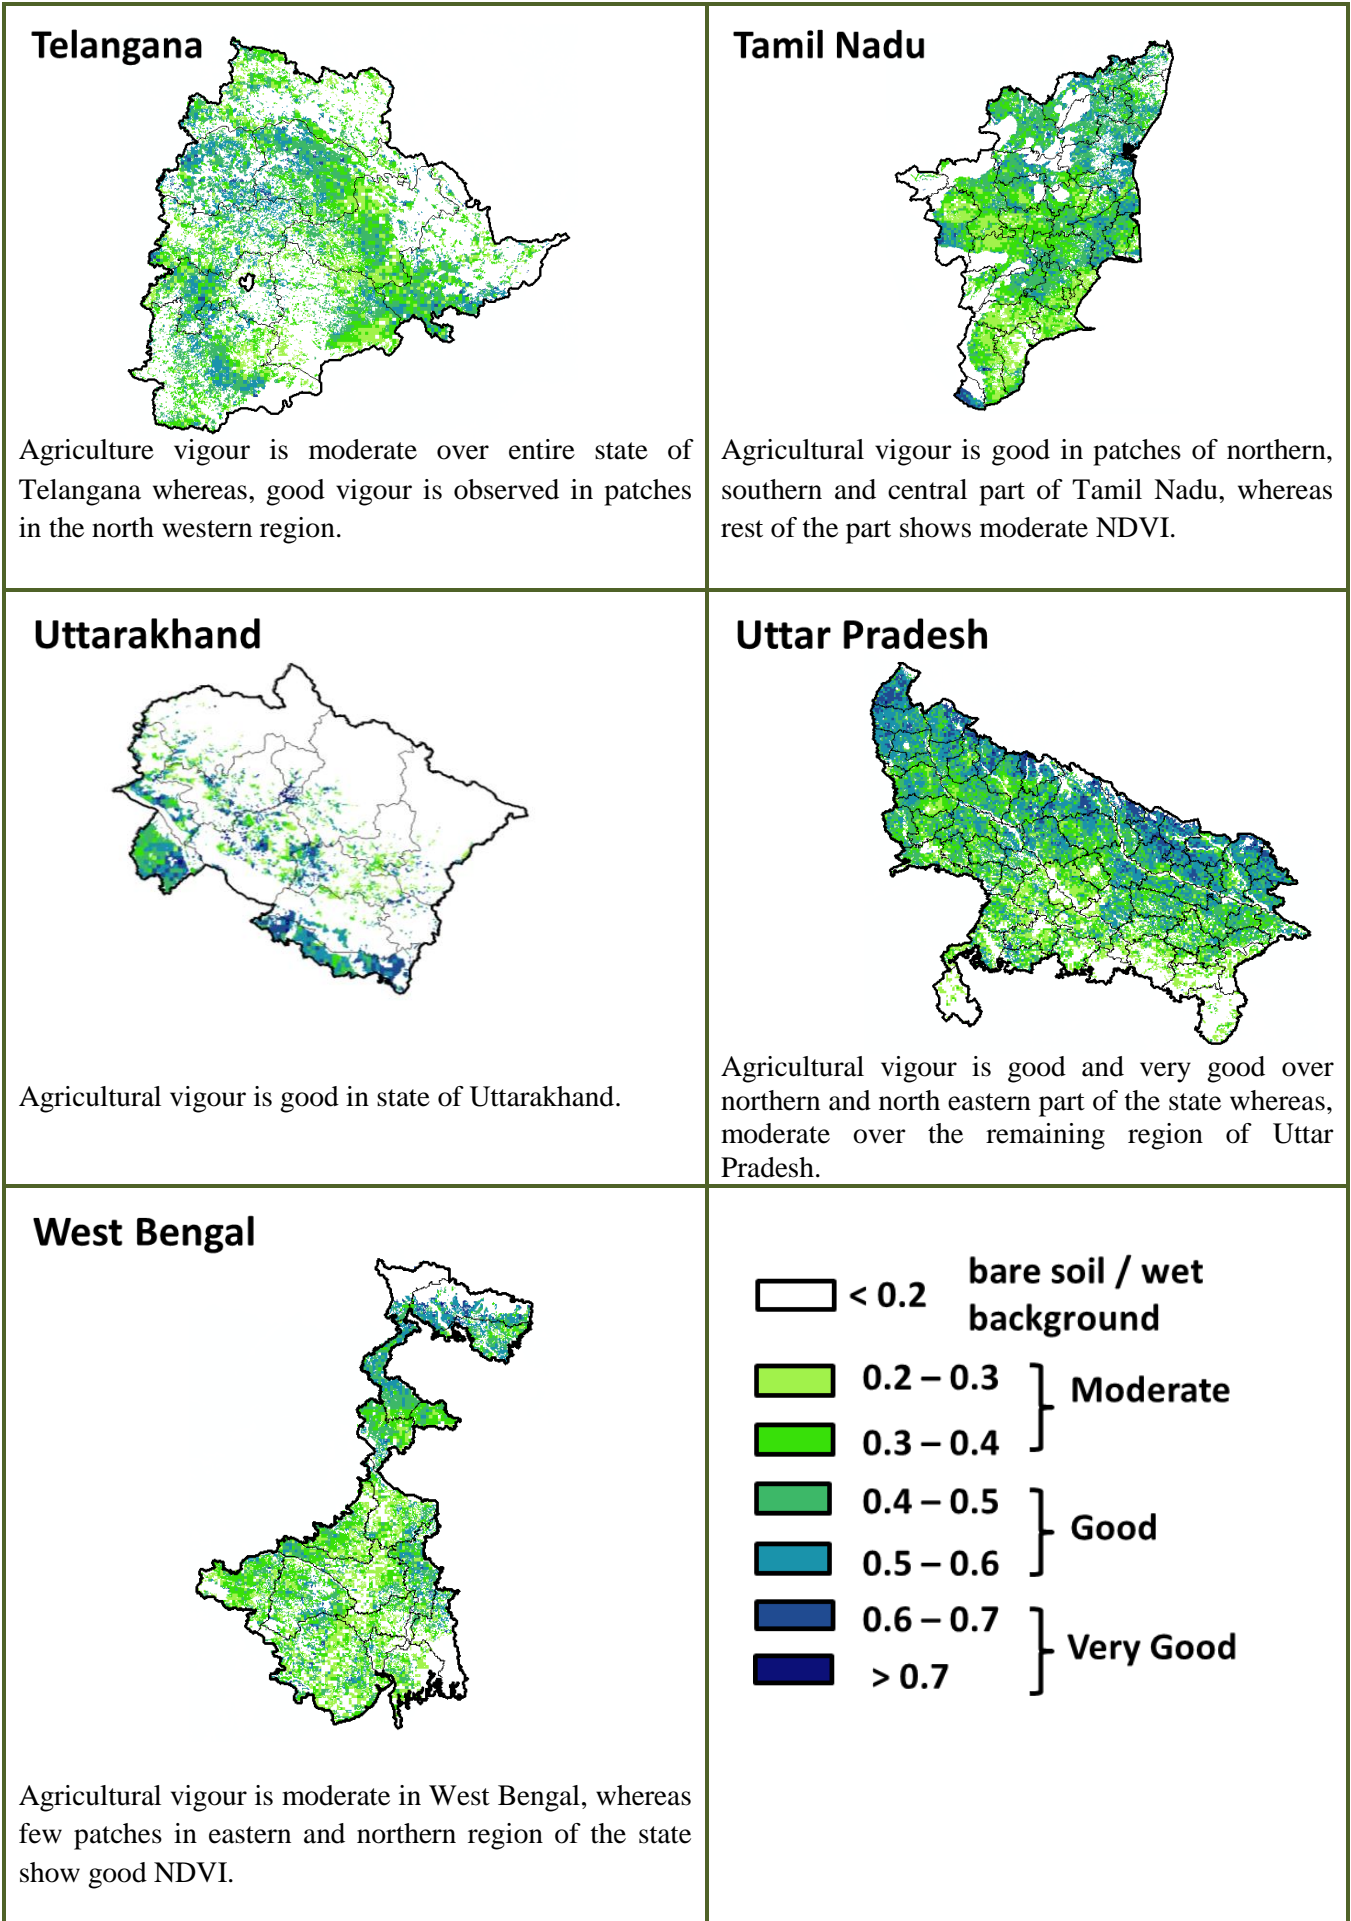 Telangana
Agriculture vigour is moderate over entire state of
Telangana whereas, good vigour is observed in patches
in the north western region.
Tamil Nadu
Agricultural vigour is good in patches of northern,
southern and central part of Tamil Nadu, whereas
rest of the part shows moderate NDVI.
Uttarakhand
Agricultural vigour is good in state of Uttarakhand.
Uttar Pradesh
Agricultural vigour is good and very good over
northern and north eastern part of the state whereas,
moderate over the remaining region of Uttar
Pradesh.
West Bengal
Agricultural vigour is moderate in West Bengal, whereas
few patches in eastern and northern region of the state
show good NDVI.
< 0.2 bare soil / wet
background
0.2 – 0.3
Moderate
0.3 – 0.4
0.4 – 0.5
Good
0.5 – 0.6
0.6 – 0.7
Very Good
> 0.7